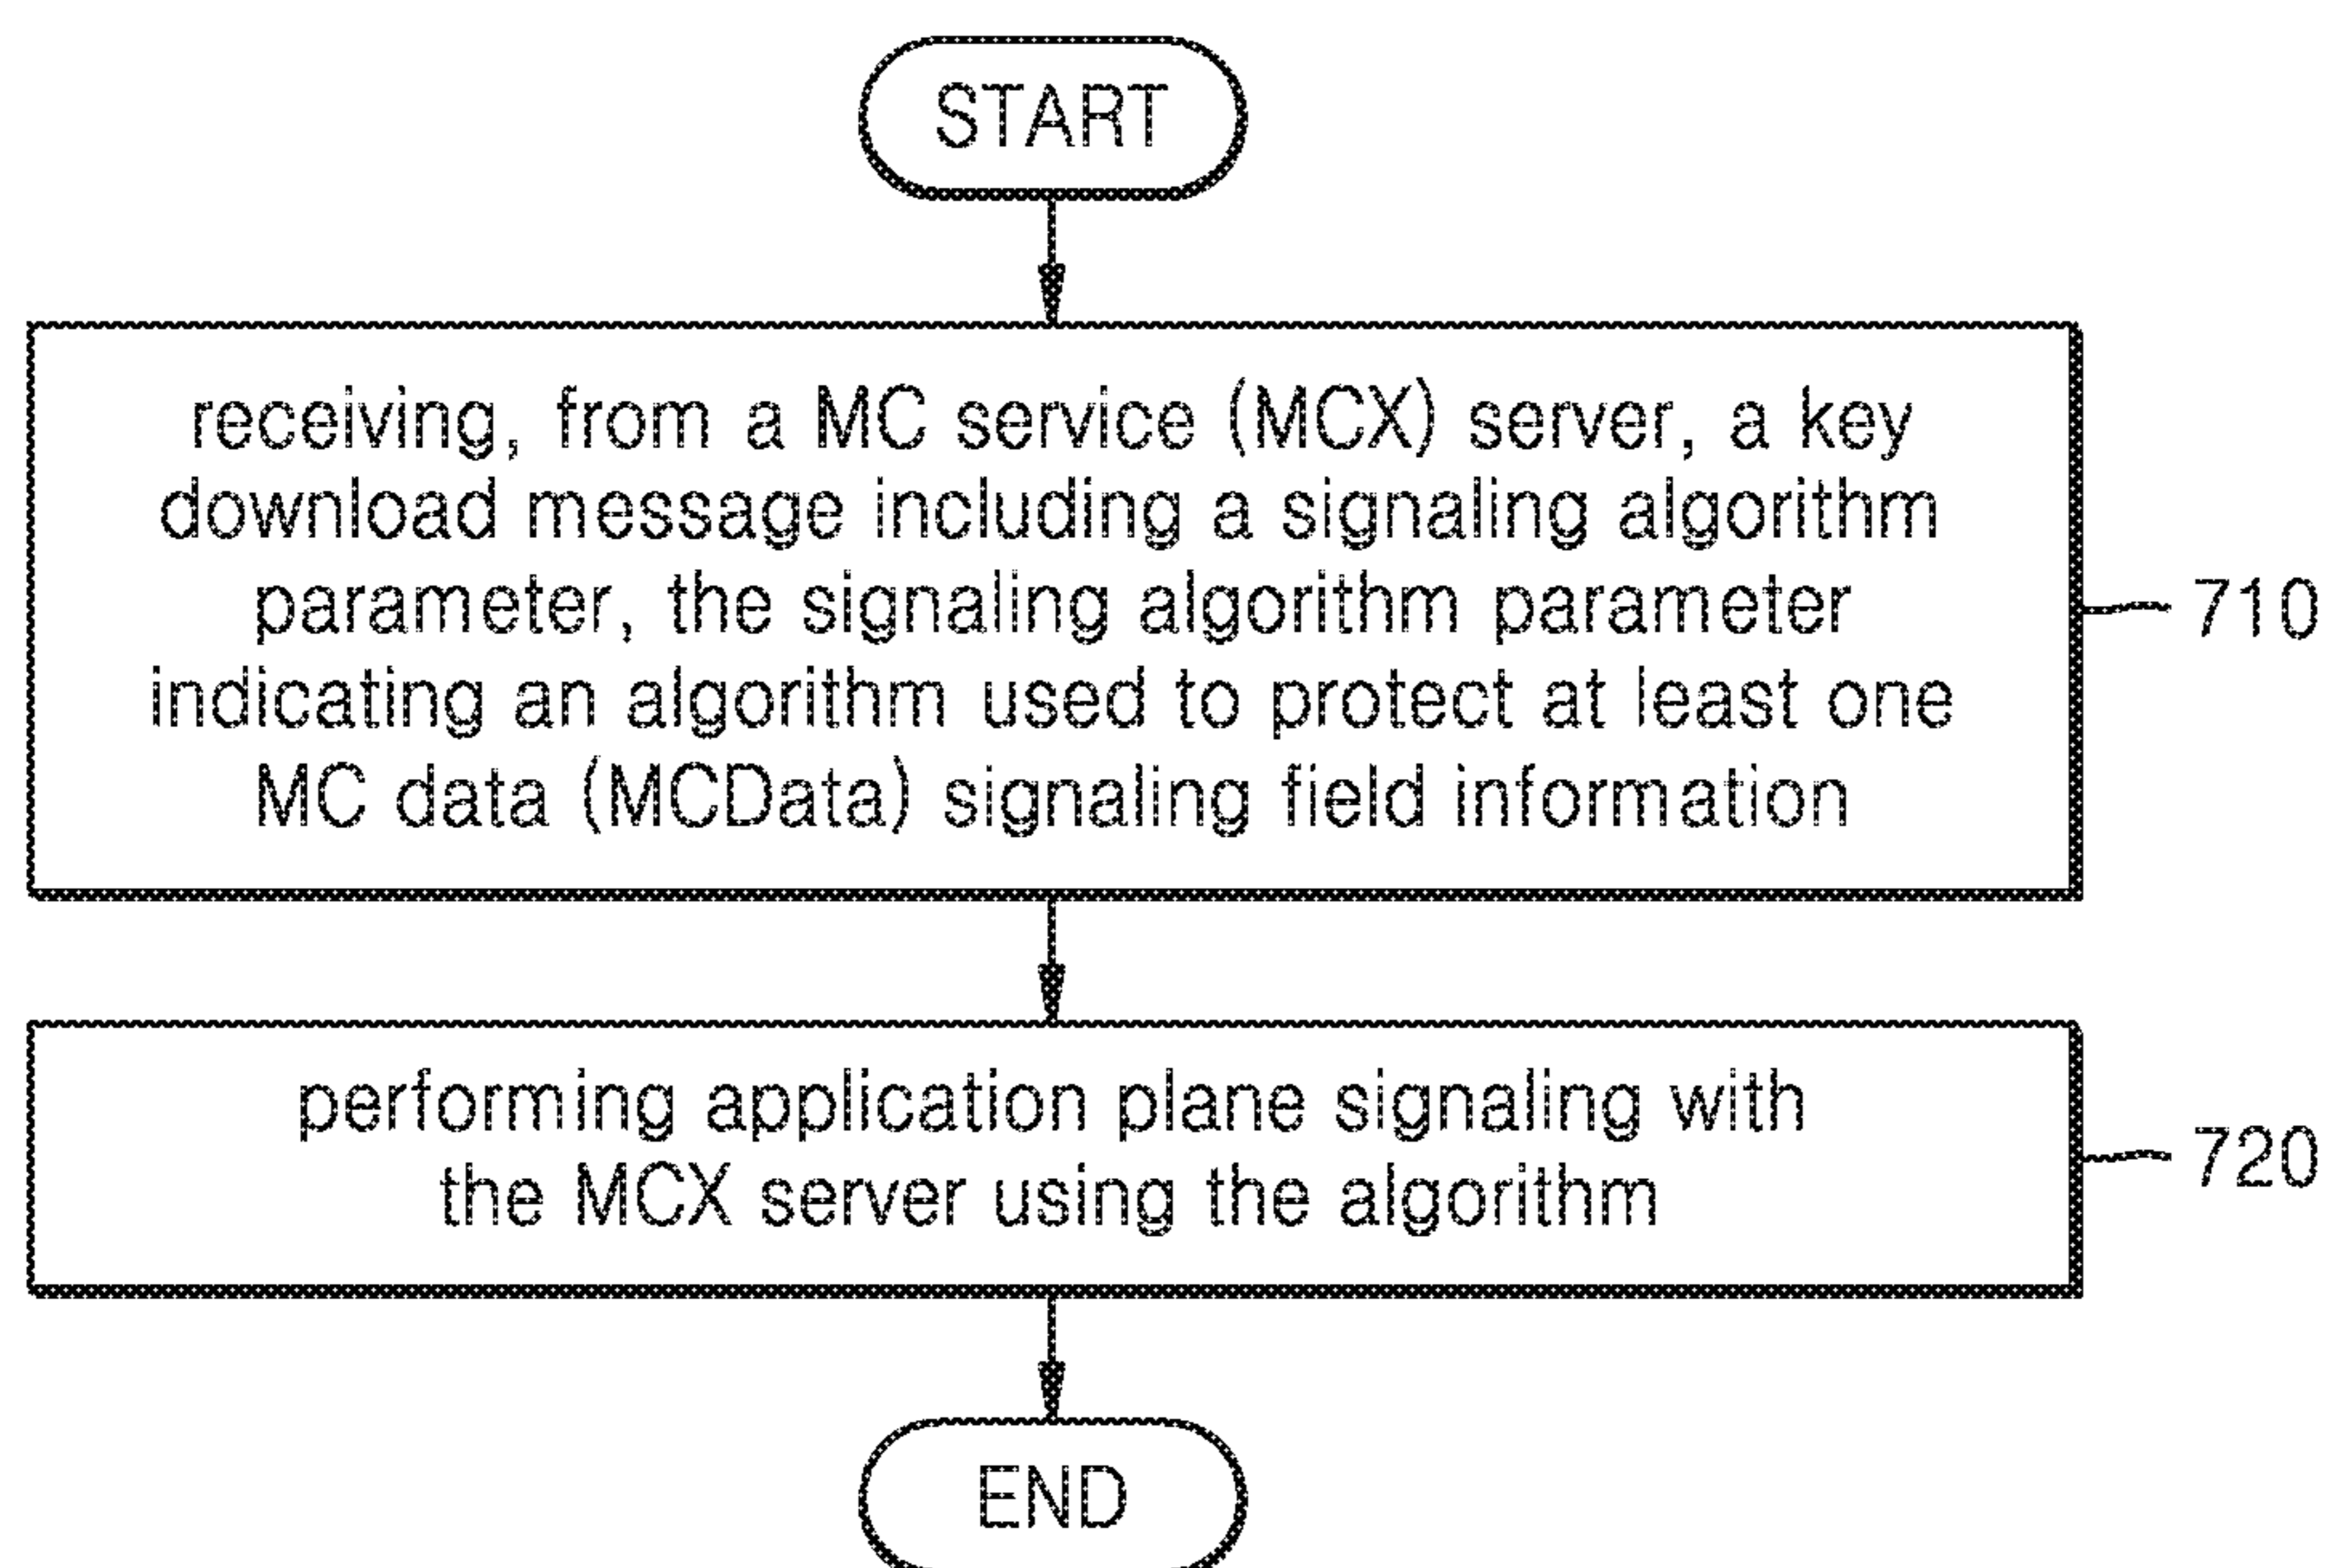 START
receiving, from a MC service (MCX) server, a key
download message including a signaling algorithm
parameter, the signaling algorithm parameter
indicating an algorithm used to protect at least one
MC data (MCData) signaling field information
710
performing application plane signaling with
the MCX server using the algorithm
720
END